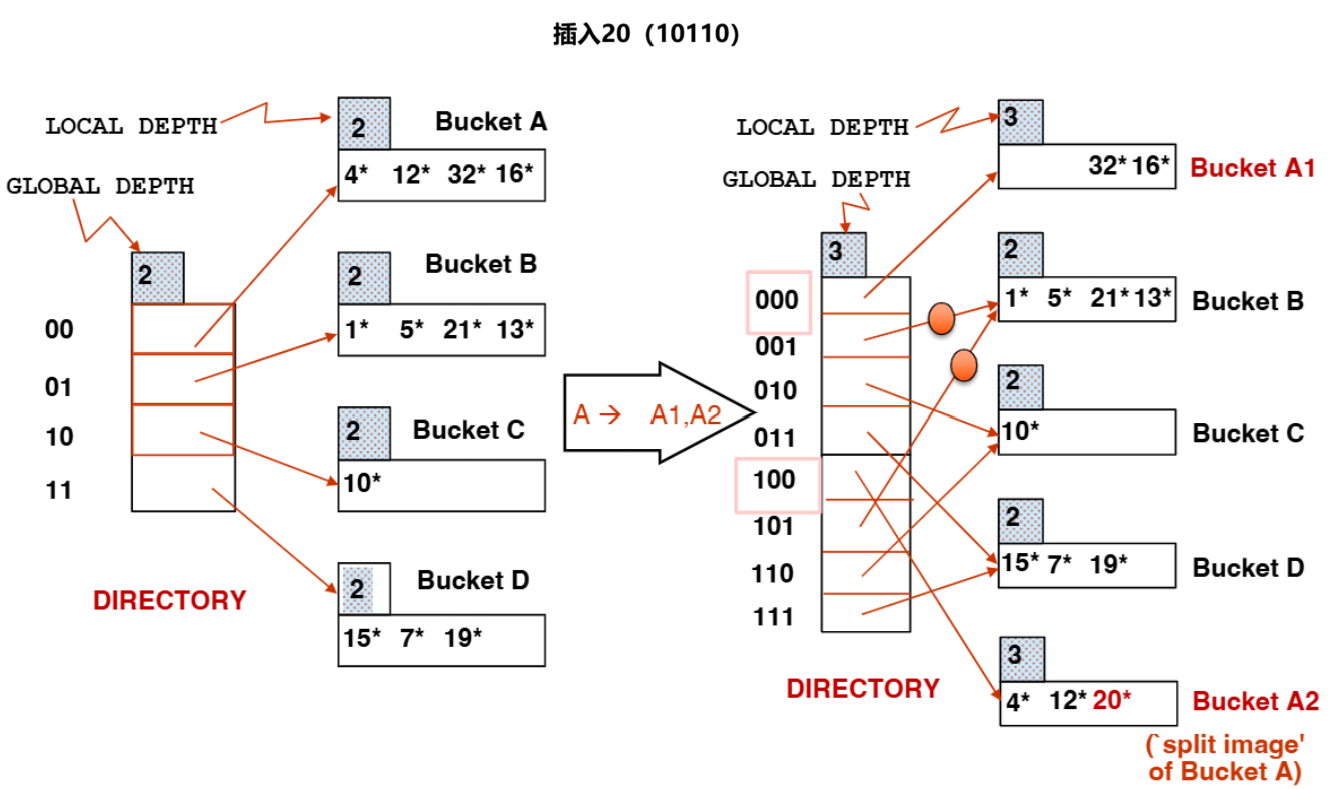 插入20（10110）
LOCAL DEPTH
2
Bucket A
4* 12* 32* 16*
GLOBAL DEPTH
2
2
Bucket B
1* 5* 21* 13*
00
01
10
11
2
Bucket C
10*
2
Bucket D
15* 7* 19*
DIRECTORY
A → A1,A2
LOCAL DEPTH
3
32* 16*
Bucket A1
GLOBAL DEPTH
3
000
001
010
011
100
101
110
111
2
1* 5* 21* 13*
Bucket B
2
10*
Bucket C
2
15* 7* 19*
Bucket D
DIRECTORY
3
4* 12* 20*
Bucket A2
(`split image'
of Bucket A)